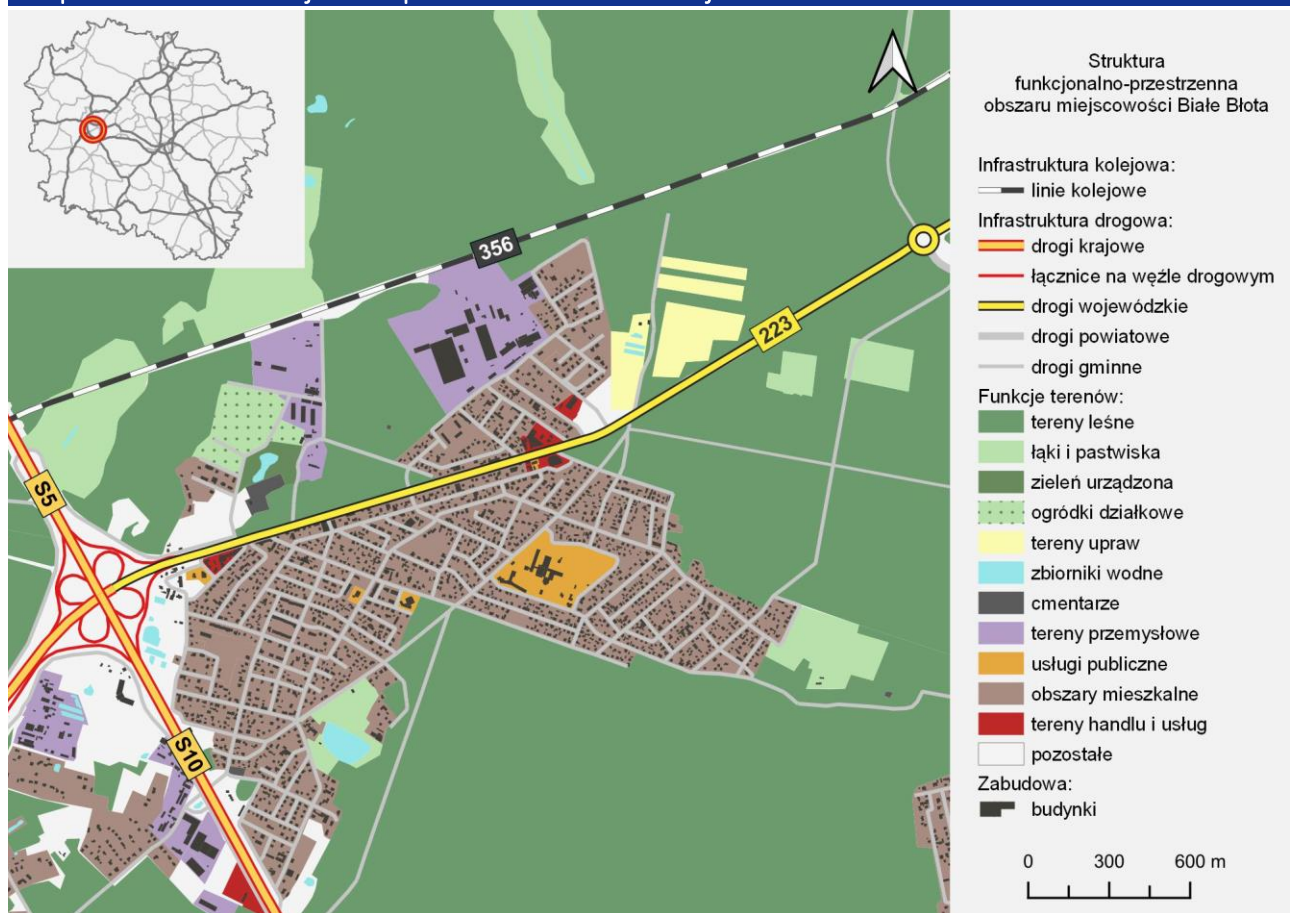 Struktura
funkcjonalno-przestrzenna
obszaru miejscowości Białe Błota
Infrastruktura kolejowa:
linie kolejowe
Infrastruktura drogowa:
drogi krajowe
łącznice na węźle drogowym
drogi wojewódzkie
drogi powiatowe
drogi gminne
Funkcje terenów:
tereny leśne
łąki i pastwiska
zieleń urządzona
ogródki działkowe
tereny upraw
zbiorniki wodne
cmentarze
tereny przemysłowe
usługi publiczne
obszary mieszkalne
tereny handlu i usług
pozostałe
Zabudowa:
budynki
0 300 600 m
356
223
S5
S10